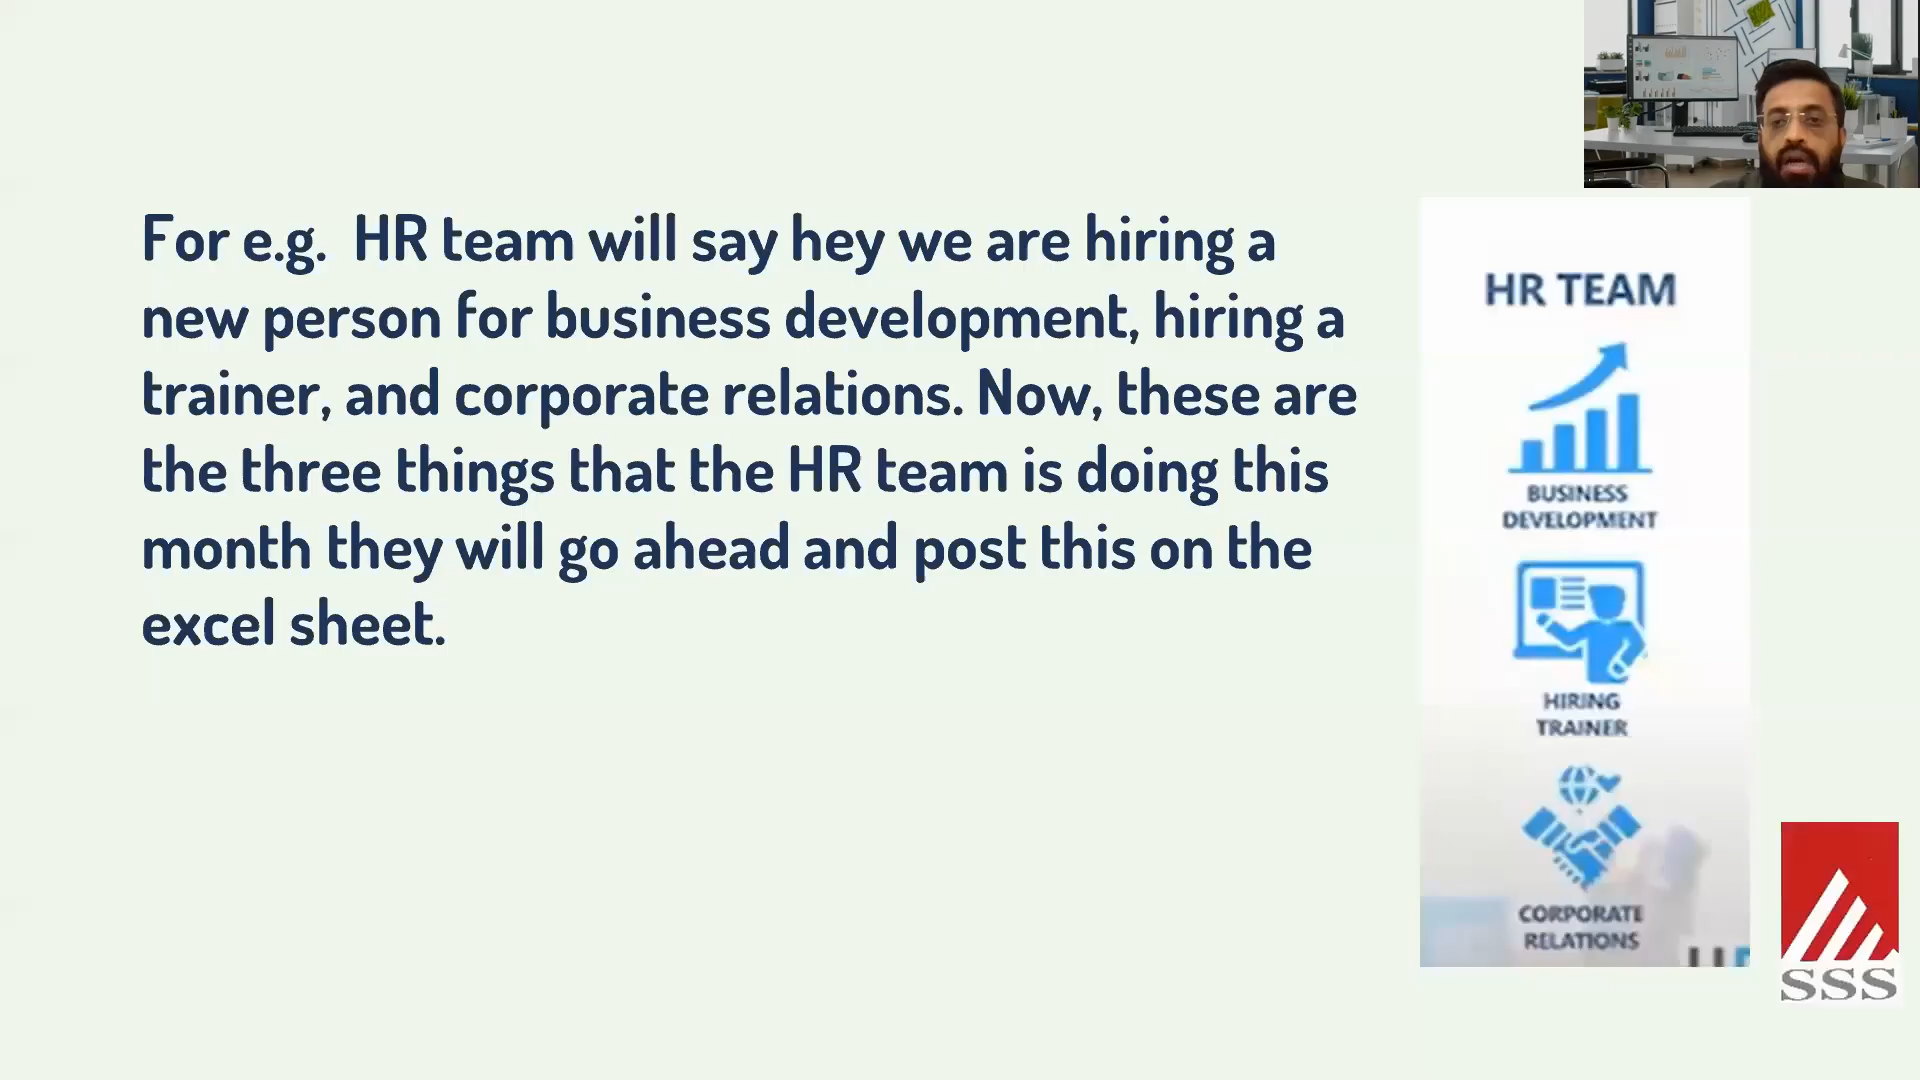 For e.g.  HR team will say hey we are hiring a
new person for business development, hiring a
trainer, and corporate relations. Now, these are
the three things that the HR team is doing this
month they will go ahead and post this on the
excel sheet.
HR TEAM
BUSINESS
DEVELOPMENT
HIRING
TRAINER
CORPORATE
RELATIONS
SSS